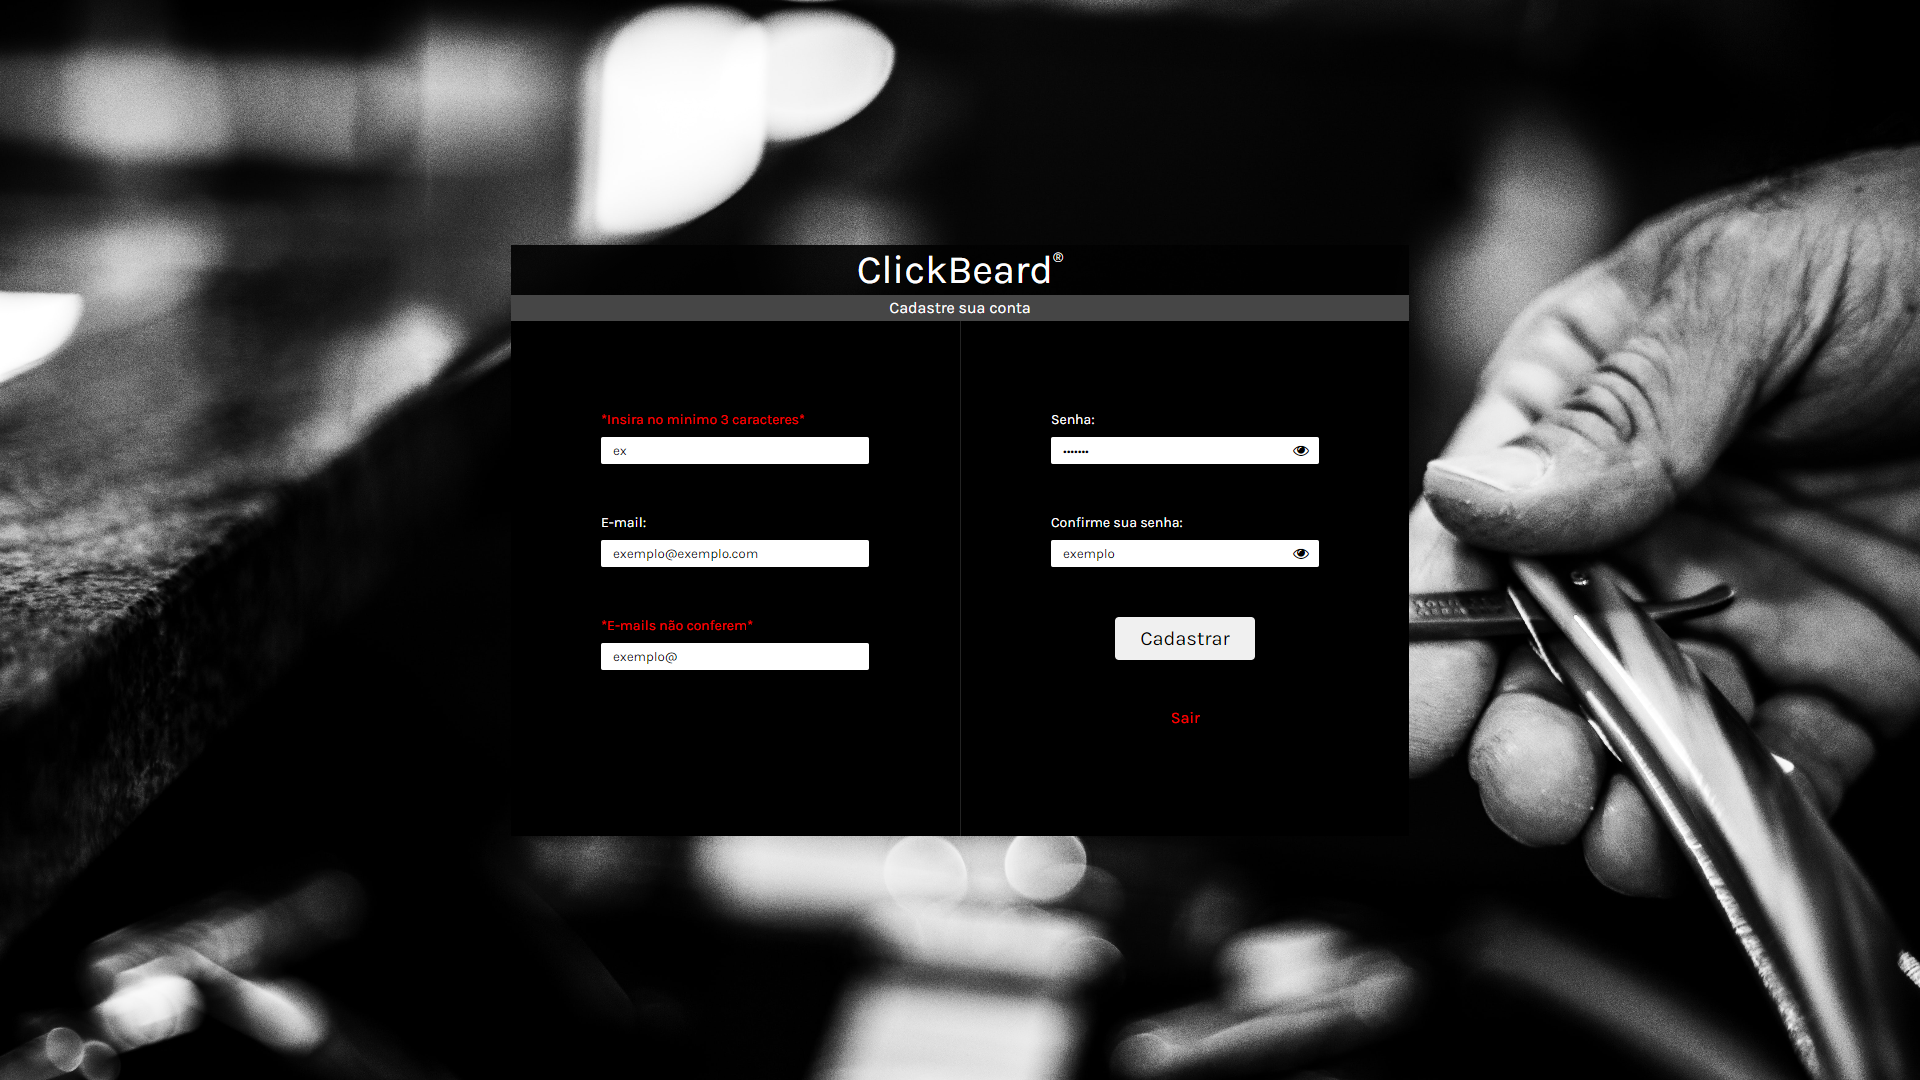 ClickBeard®
Cadastre sua conta
*Insira no minimo 3 caracteres*
ex
E-mail:
exemplo@exemplo.com
*E-mails não conferem*
exemplo@
Senha:
•••••••
Confirme sua senha:
exemplo
Cadastrar
Sair